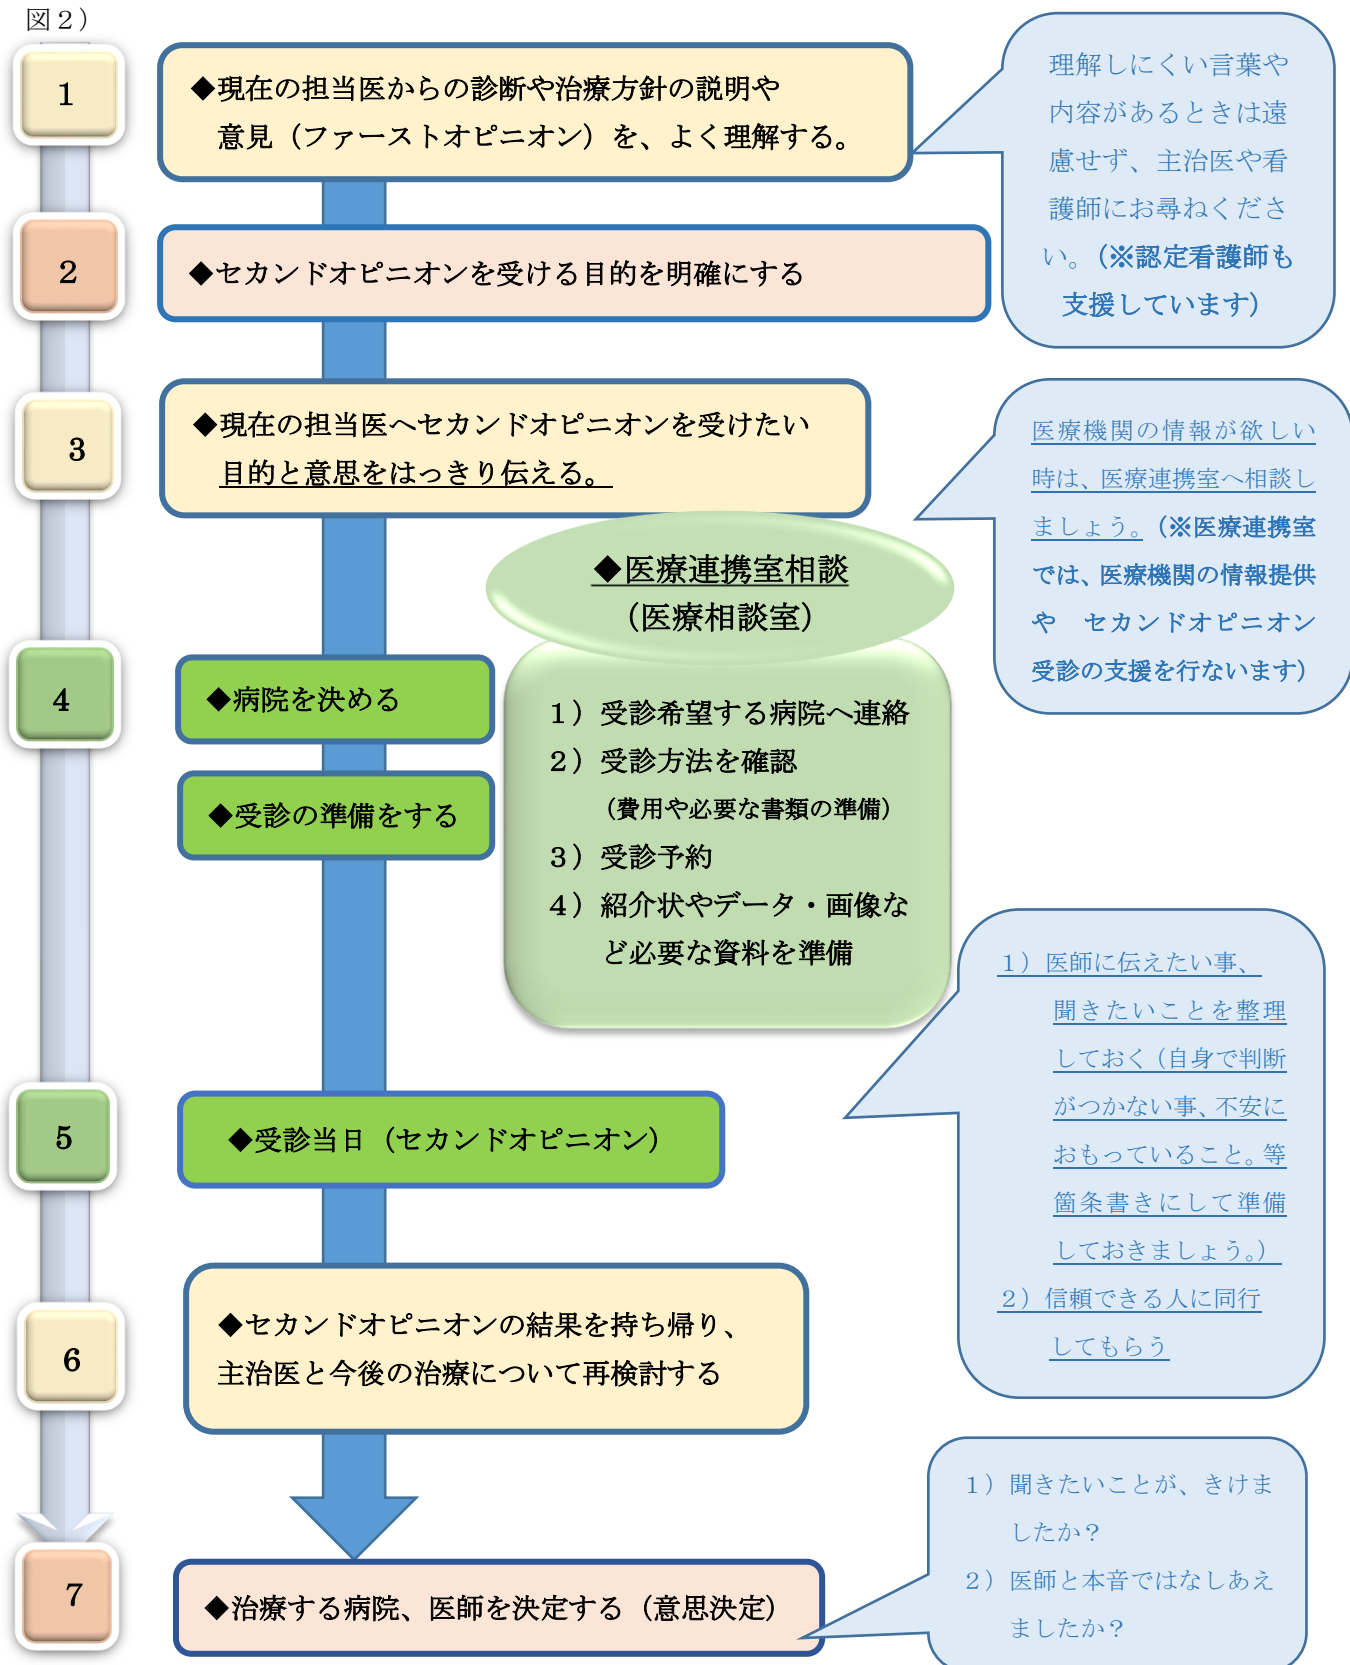 図２）
1
◆現在の担当医からの診断や治療方針の説明や
意見（ファーストオピニオン）を、よく理解する。
理解しにくい言葉や
内容があるときは遠
慮せず、主治医や看
護師にお尋ねくださ
い。（※認定看護師も
支援しています）
2
◆セカンドオピニオンを受ける目的を明確にする
3
◆現在の担当医へセカンドオピニオンを受けたい
目的と意思をはっきり伝える。
医療機関の情報が欲しい
時は、医療連携室へ相談し
ましょう。（※医療連携室
では、医療機関の情報提供
や　セカンドオピニオン
受診の支援を行ないます）
◆医療連携室相談
（医療相談室）
4
◆病院を決める
◆受診の準備をする
１）受診希望する病院へ連絡
２）受診方法を確認
（費用や必要な書類の準備）
３）受診予約
４）紹介状やデータ・画像な
ど必要な資料を準備
１）医師に伝えたい事、
聞きたいことを整理
しておく（自身で判断
がつかない事、不安に
おもっていること。等
箇条書きにして準備
しておきましょう。）
２）信頼できる人に同行
してもらう
5
◆受診当日（セカンドオピニオン）
6
◆セカンドオピニオンの結果を持ち帰り、
主治医と今後の治療について再検討する
7
◆治療する病院、医師を決定する（意思決定）
１）聞きたいことが、きけま
したか？
２）医師と本音ではなしあえ
ましたか？